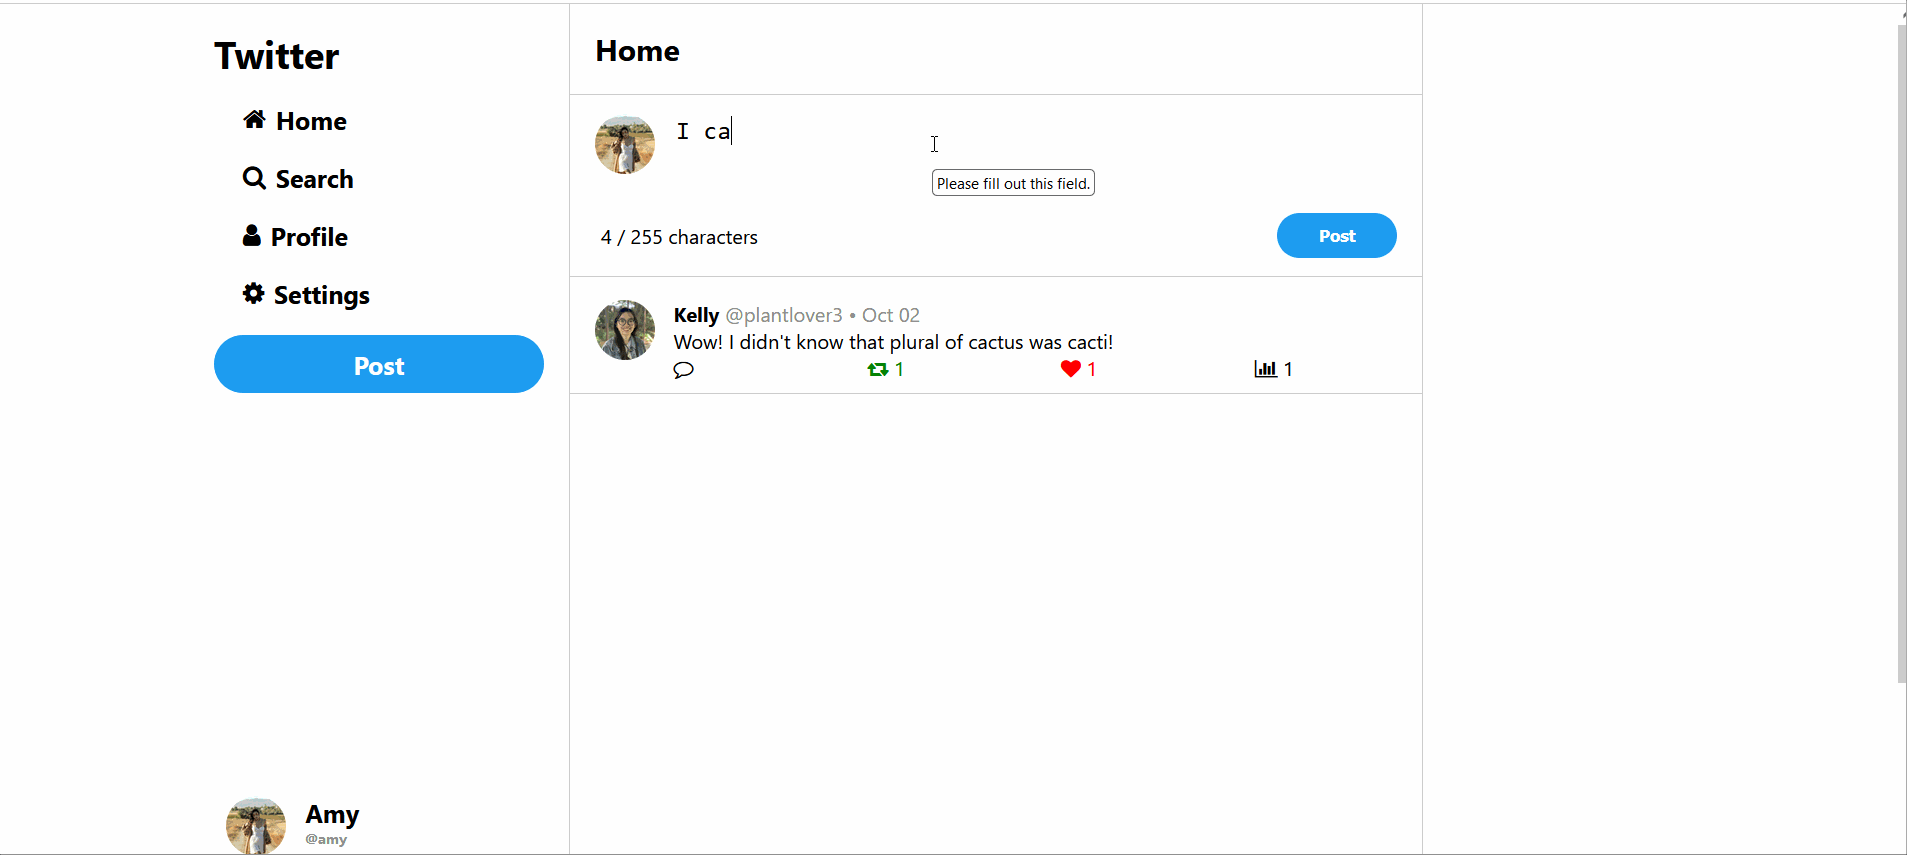 Twitter
Home
Search
Profile
Settings
Post
Amy
@amy
Home
I ca
Please fill out this field.
4 / 255 characters
Post
Kelly @plantlover3 • Oct 02
Wow! I didn't know that plural of cactus was cacti!
1 1 1